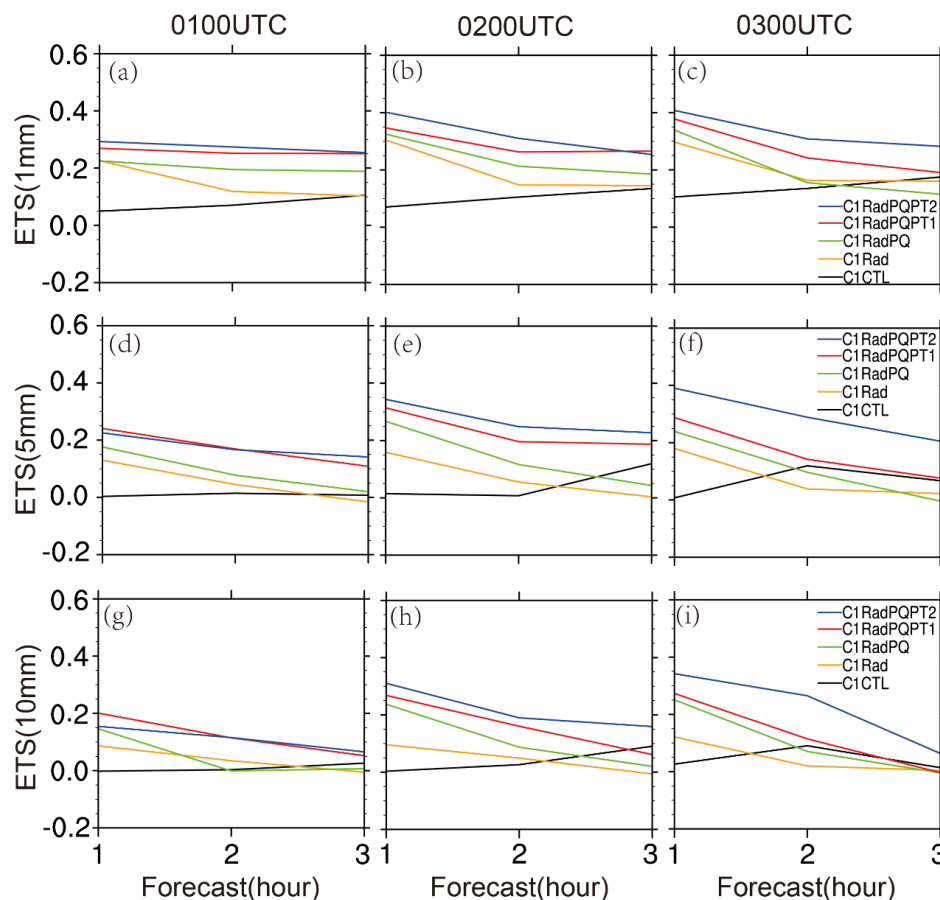 0100UTC 0200UTC 0300UTC
ETS(1mm)
0.6
0.4
0.2
0.0
-0.2
(a) (b) (c)
C1RadPQPT2
C1RadPQPT1
C1RadPQ
C1Rad
C1CTL
ETS(5mm)
0.6
0.4
0.2
0.0
-0.2
(d) (e) (f)
C1RadPQPT2
C1RadPQPT1
C1RadPQ
C1Rad
C1CTL
ETS(10mm)
0.6
0.4
0.2
0.0
-0.2
(g) (h) (i)
C1RadPQPT2
C1RadPQPT1
C1RadPQ
C1Rad
C1CTL
1 2 3 1 2 3 1 2 3
Forecast(hour) Forecast(hour) Forecast(hour)